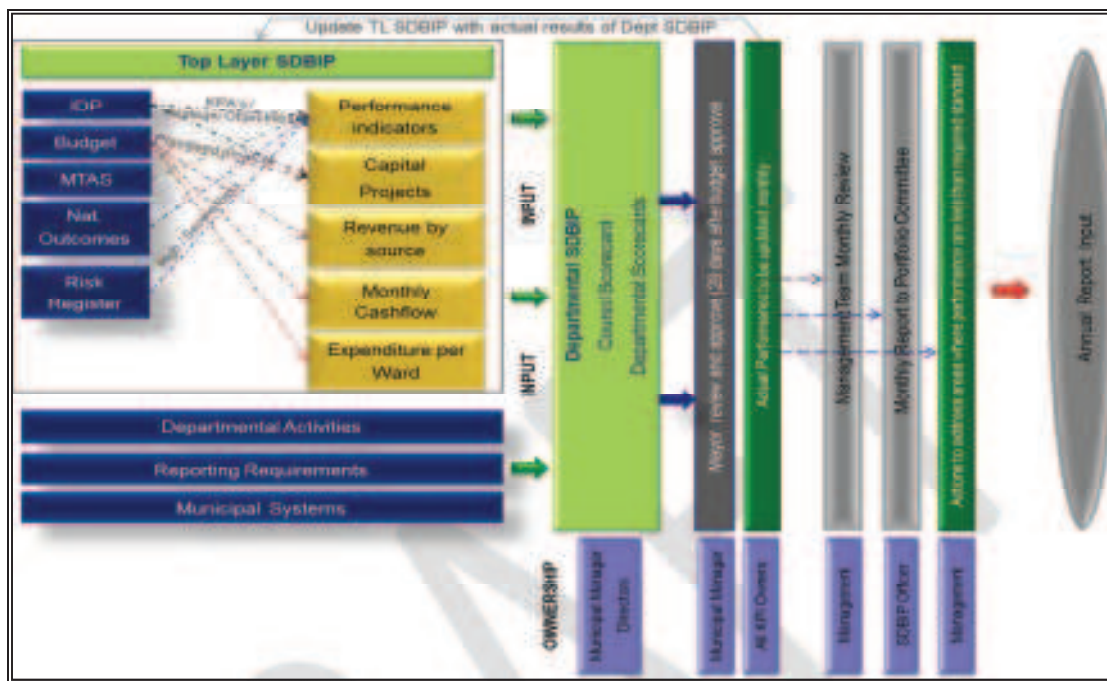 Update TL SDBIP with actual results of Dept SDBIP
Top Layer SDBIP
IDP
Budget
MTAS
Nat. Outcomes
Risk Register
Performance indicators
Capital Projects
Revenue by source
Monthly Cashflow
Expenditure per Ward
Departmental Activities
Reporting Requirements
Municipal Systems
INPUT
INPUT
Departmental SDBIP
Council Scorecard
Departmental Scorecards
Mayor, review and approve (28 days after budget approve
Actual Performance to be updated monthly
Management Team Monthly Review
Monthly Report to Portfolio Committee
Actions to address areas where performance are less than required standard
Annual Report Input
OWNERSHIP
Municipal Manager
Director
Municipal Manager
All KPI Owners
Management
SDBIP Officer
Management